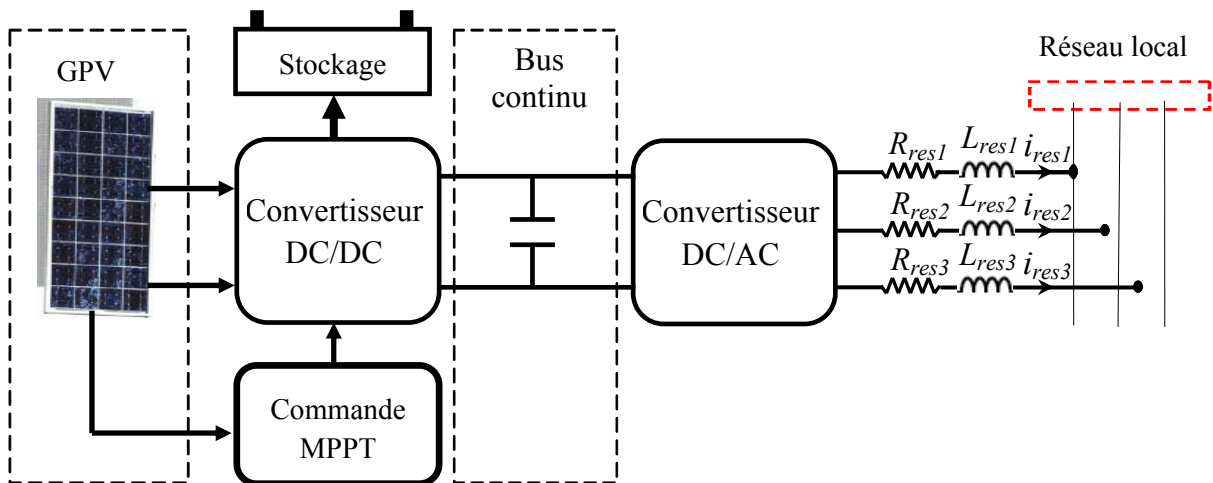 GPV
Stockage
Bus
continu
Réseau local
Convertisseur
DC/DC
Convertisseur
DC/AC
Commande
MPPT
Rres1 Lres1 ires1
Rres2 Lres2 ires2
Rres3 Lres3 ires3